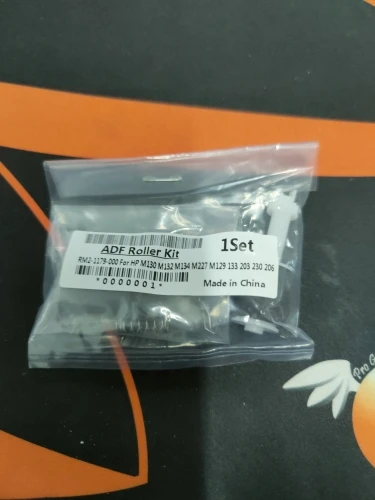 ADF Roller Kit 1Set
RM2-1179-000 For HP M130 M132 M134 M227 M129 133 203 230 206
*0000001* Made in China
Pro G